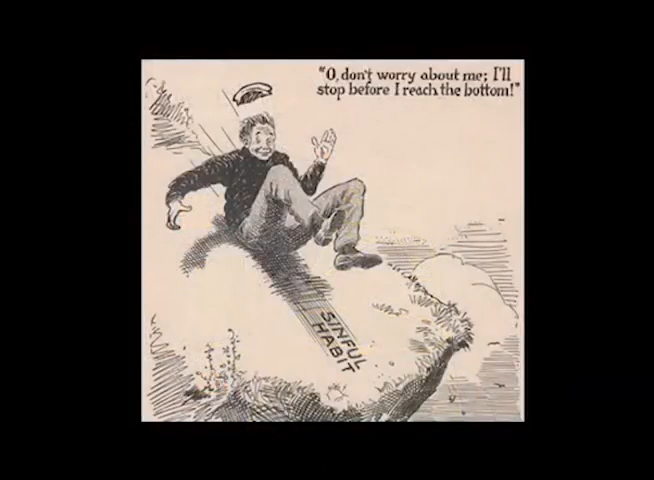 "O, don't worry about me; I'll
stop before I reach the bottom!"
SINFUL
HABIT